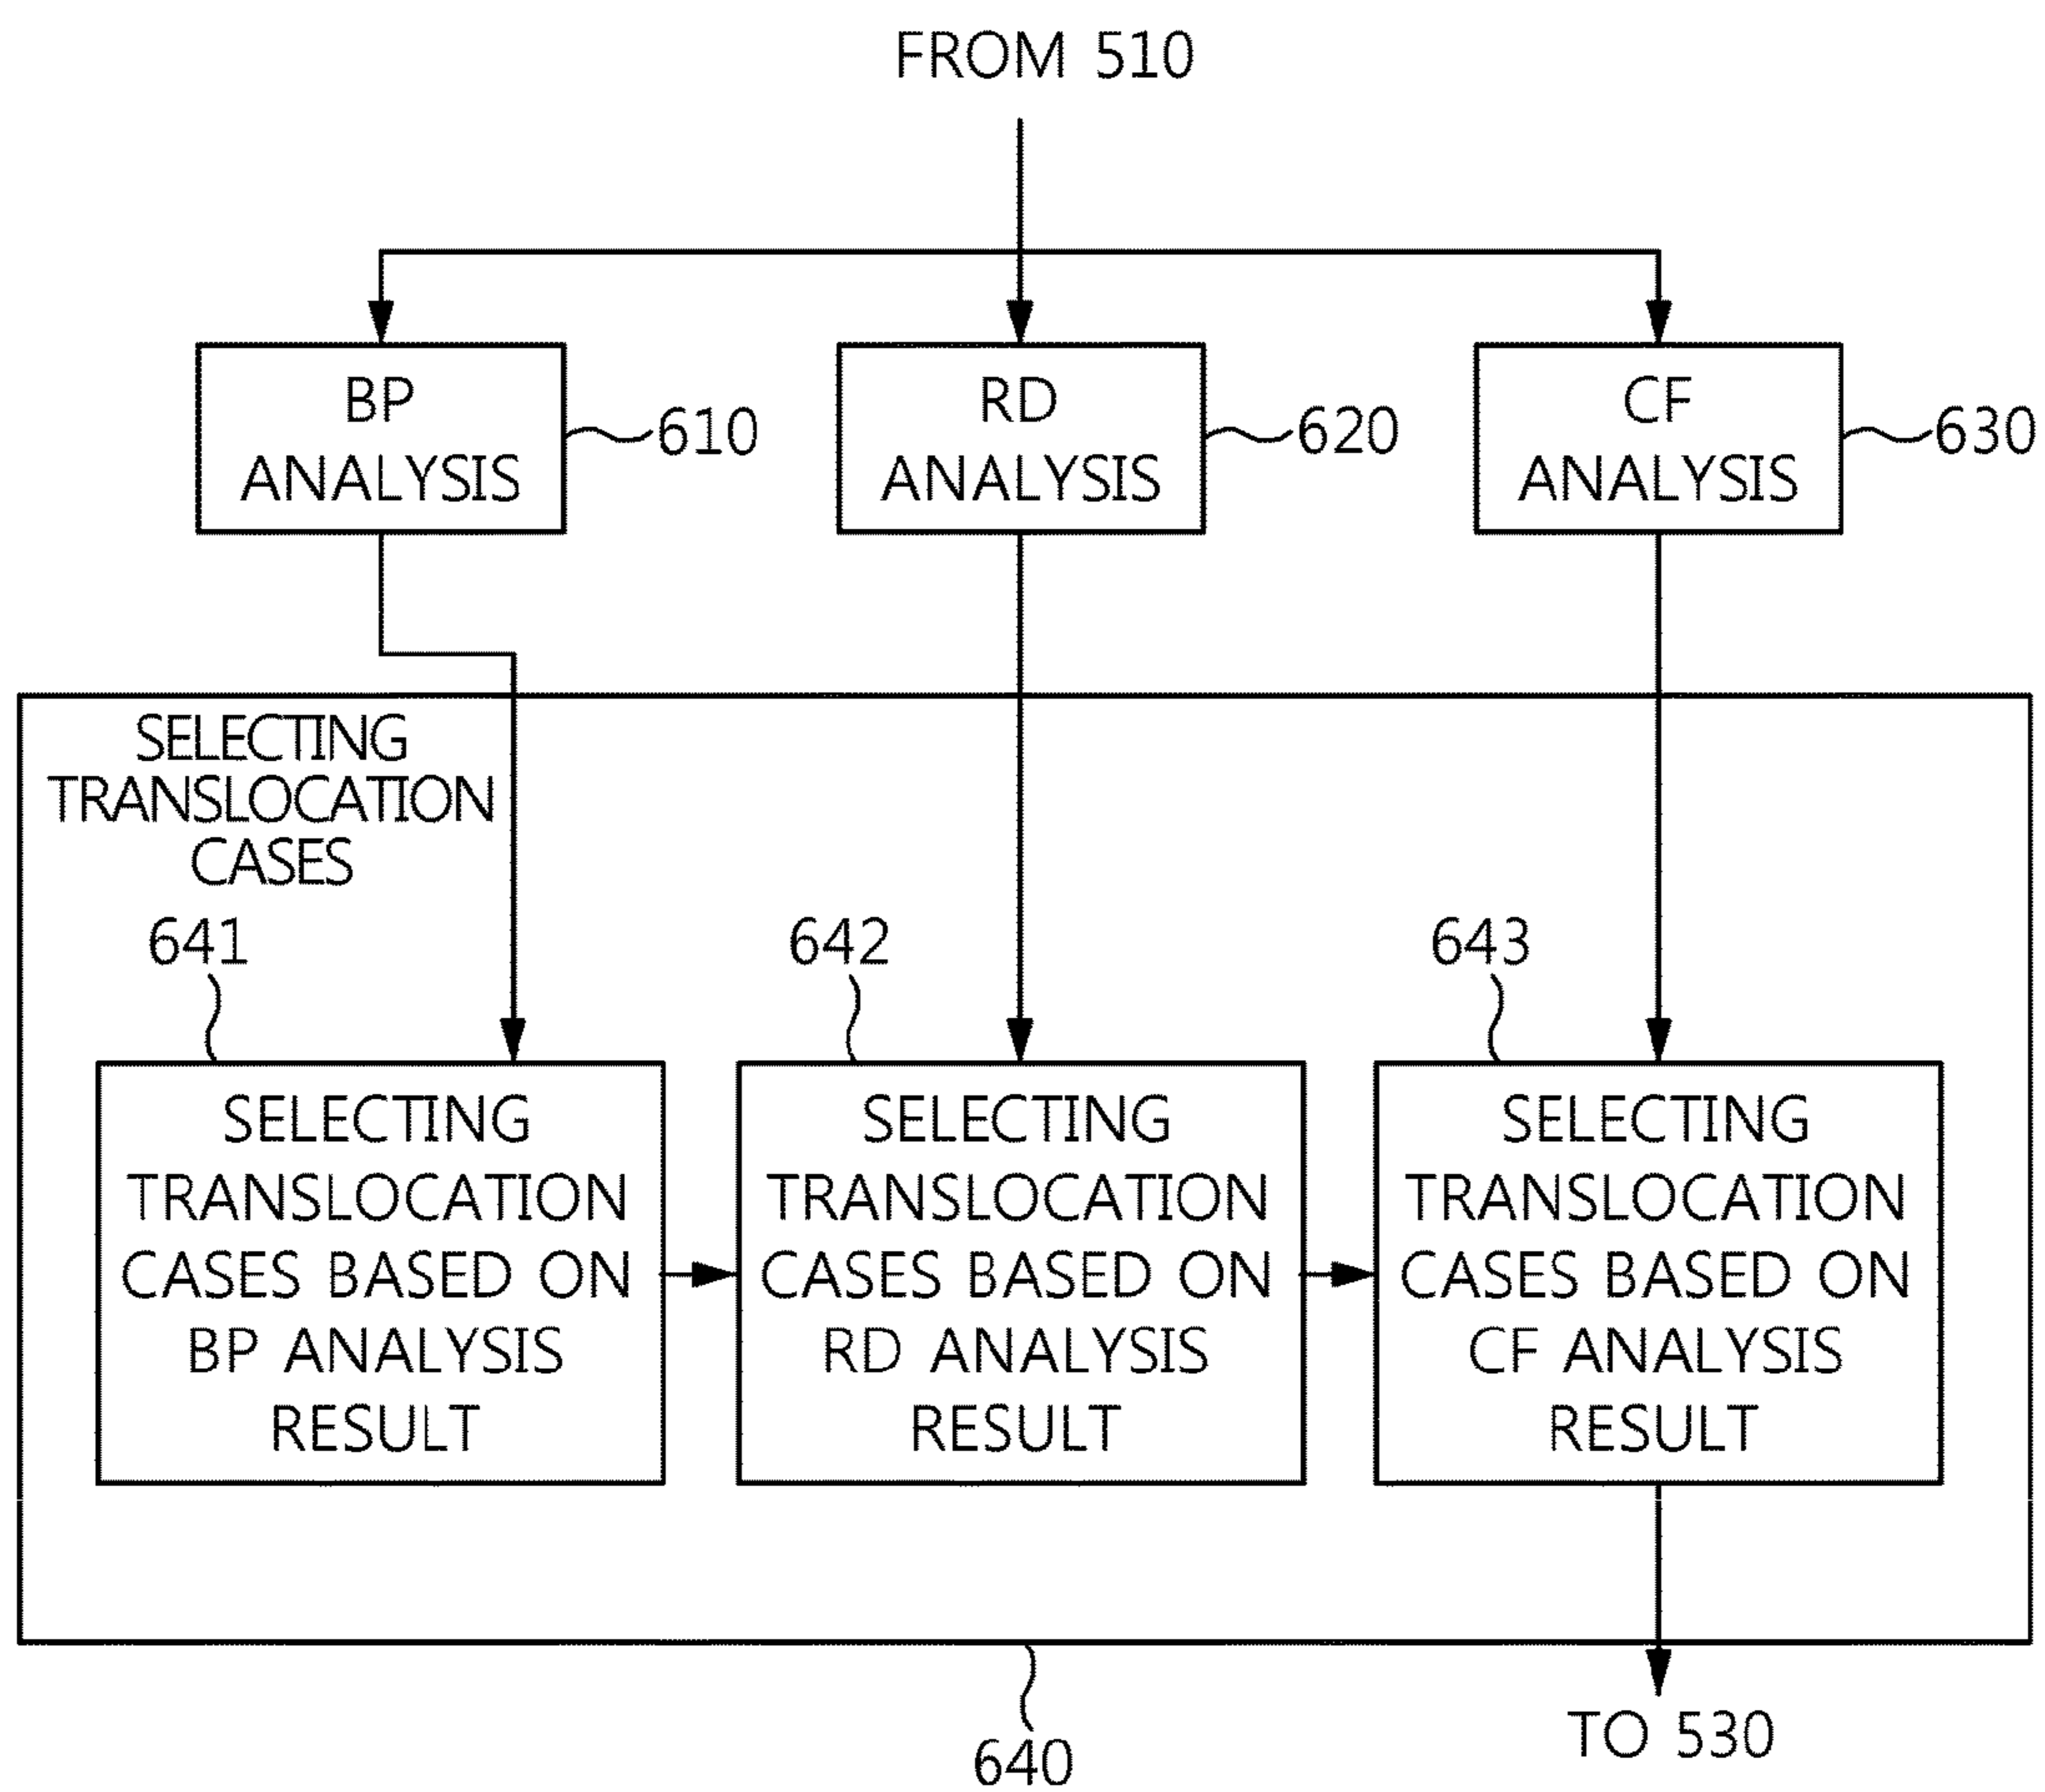 FROM 510
BP
ANALYSIS
610
RD
ANALYSIS
620
CF
ANALYSIS
630
SELECTING
TRANSLOCATION
CASES
641
642
643
SELECTING
TRANSLOCATION
CASES BASED ON
BP ANALYSIS
RESULT
SELECTING
TRANSLOCATION
CASES BASED ON
RD ANALYSIS
RESULT
SELECTING
TRANSLOCATION
CASES BASED ON
CF ANALYSIS
RESULT
640
TO 530